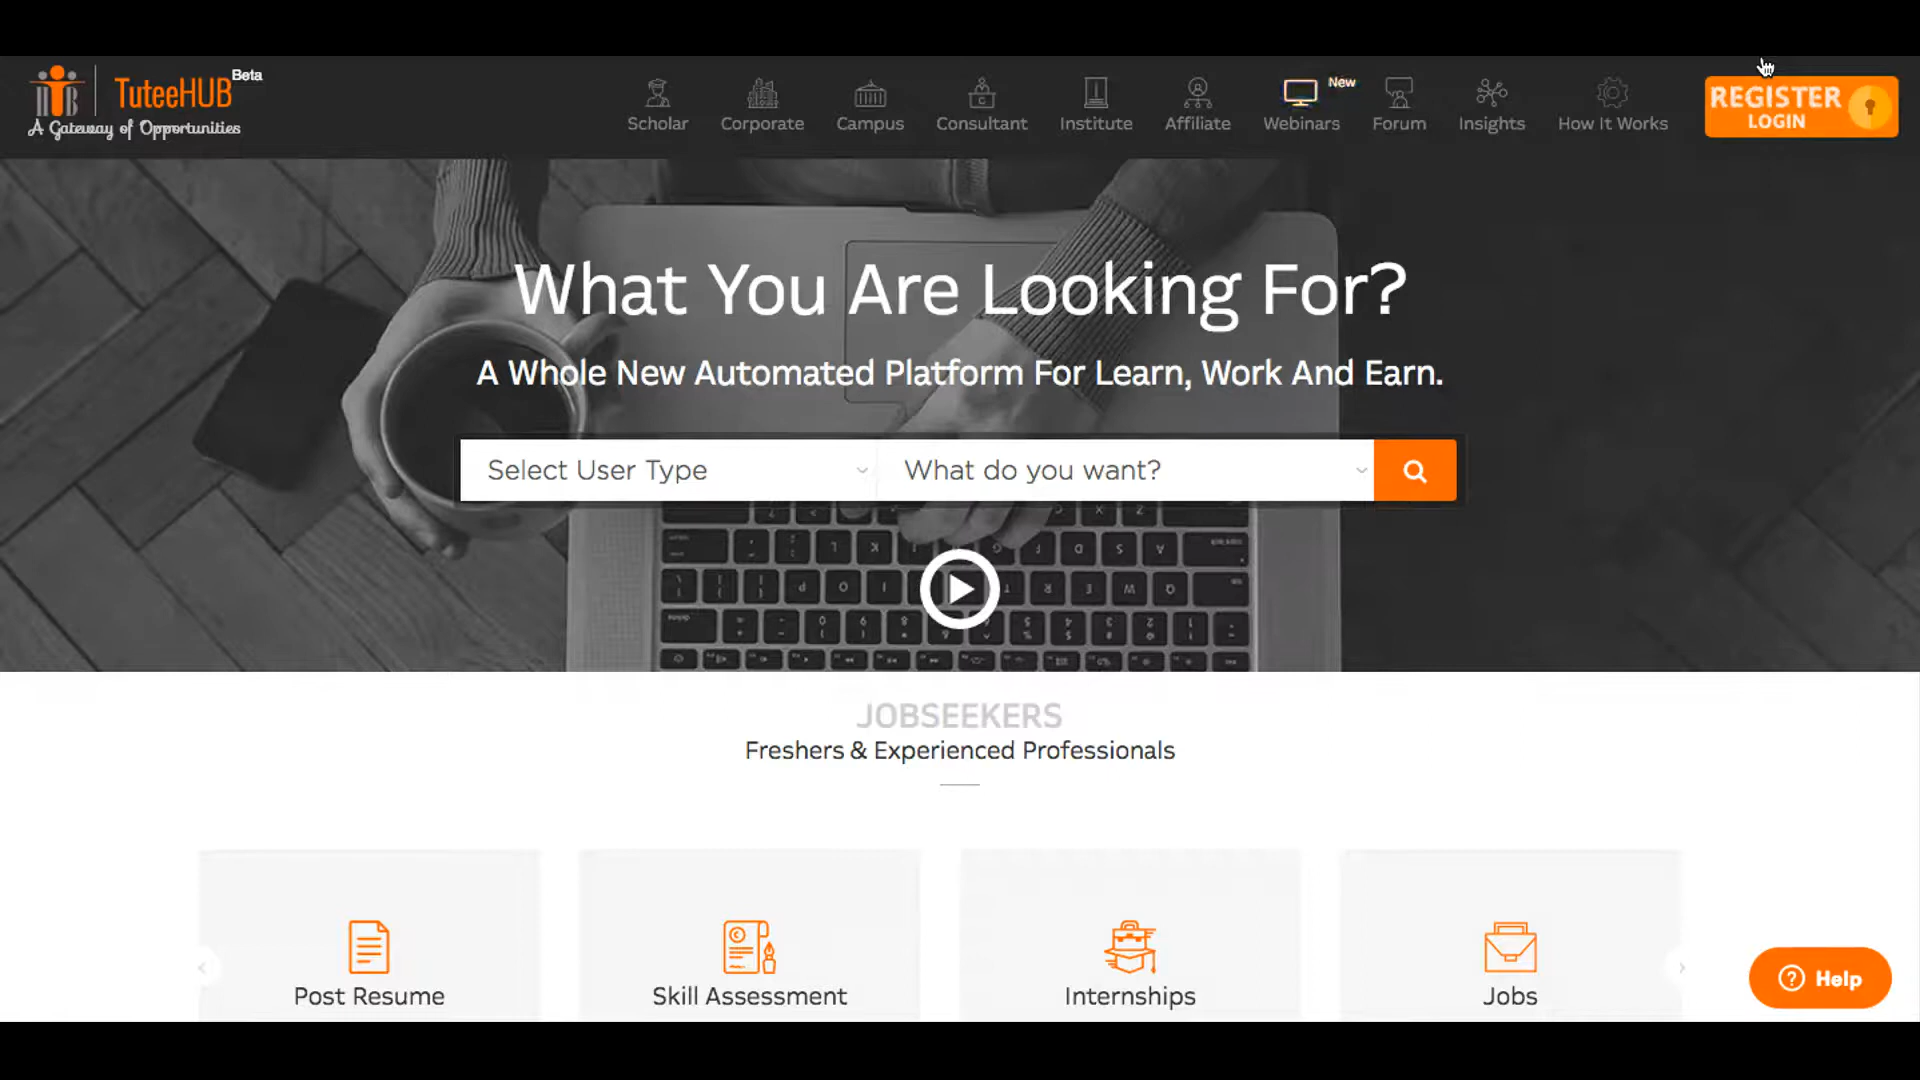 TuteeHUB Beta
A Gateway of Opportunities
Scholar
Corporate
Campus
Consultant
Institute
Affiliate
Webinars
New
Forum
Insights
How It Works
REGISTER
LOGIN
What You Are Looking For?
A Whole New Automated Platform For Learn, Work And Earn.
Select User Type
What do you want?
JOBSEEKERS
Freshers & Experienced Professionals
Post Resume
Skill Assessment
Internships
Jobs
Help